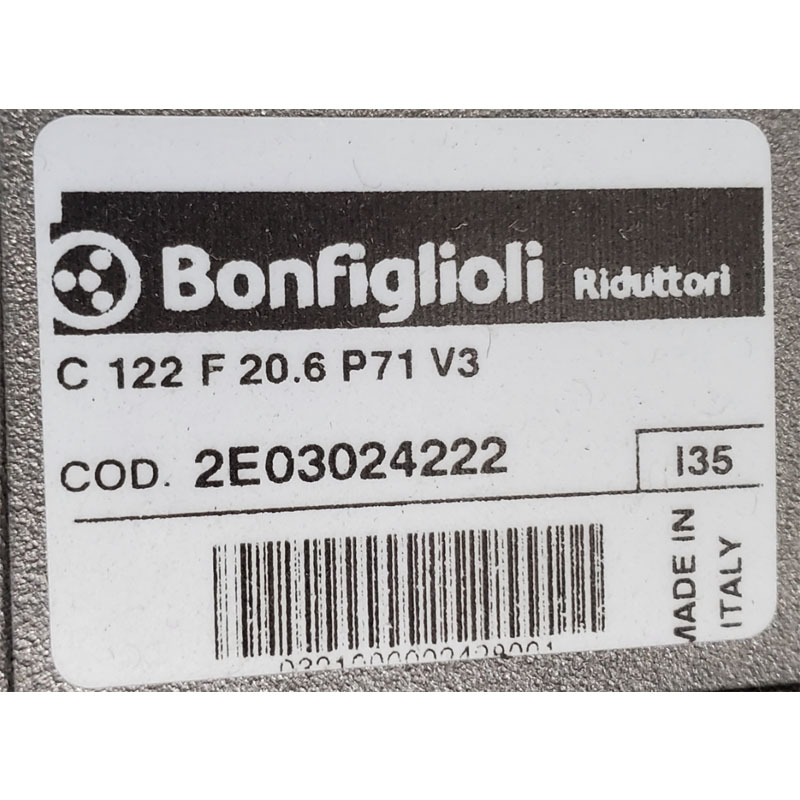 Bonfiglioli Riduttori
C 122 F 20.6 P71 V3
COD. 2E03024222
I35
MADE IN
ITALY